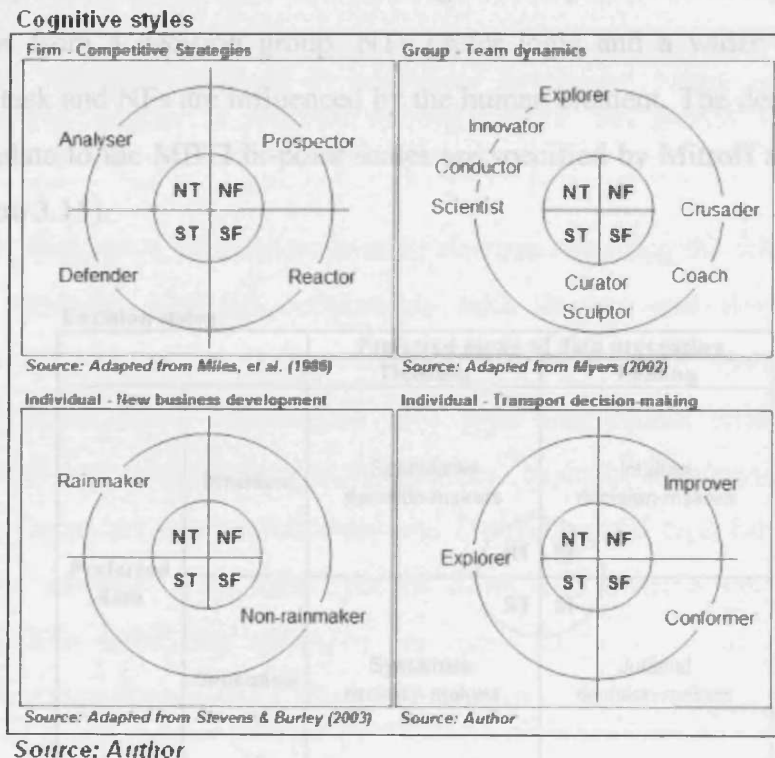 Cognitive styles
Firm - Competitive Strategies
Analyser
Prospector
NT NF
ST SF
Defender
Reactor
Source: Adapted from Miles, et al. (1986)
Group - Team dynamics
Explorer
Innovator
Conductor
Scientist
NT NF
ST SF
Crusader
Coach
Curator
Sculptor
Source: Adapted from Myers (2002)
Individual - New business development
Rainmaker
NT NF
ST SF
Non-rainmaker
Source: Adapted from Stevens & Burley (2003)
Individual - Transport decision-making
Improver
NT NF
Explorer
ST SF
Conformer
Source: Author
Source: Author